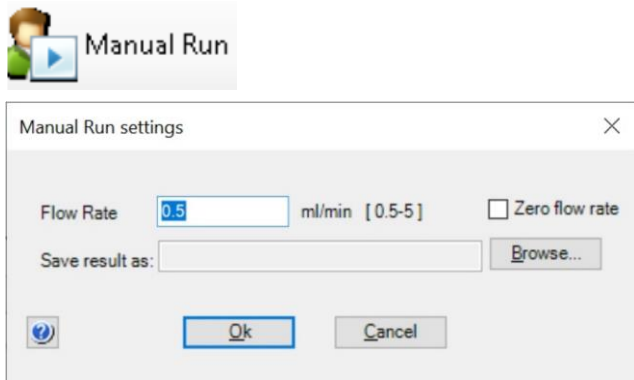 Manual Run
Manual Run settings
Flow Rate 0.5 ml/min [ 0.5-5 ] Zero flow rate
Save result as: Browse...
Ok Cancel